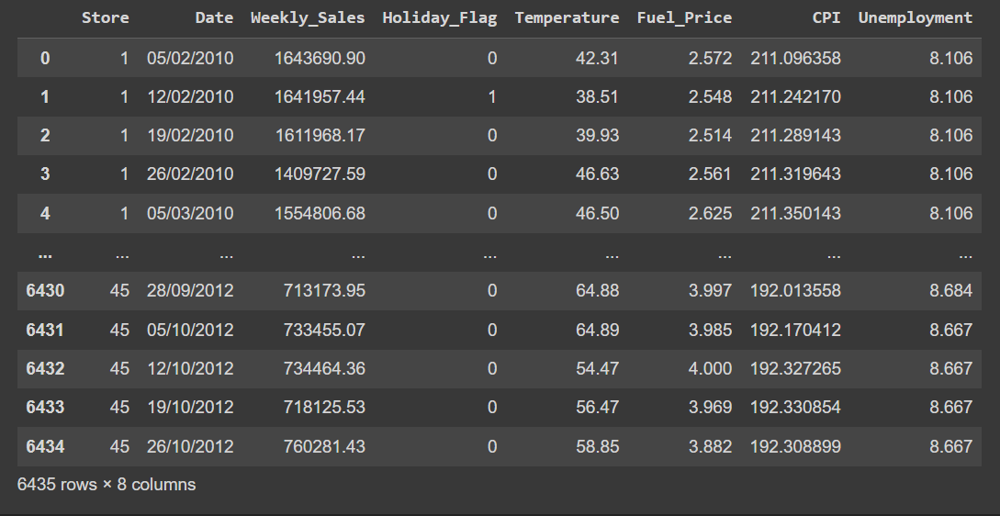 Store Date Weekly_Sales Holiday_Flag Temperature Fuel_Price CPI Unemployment
0 1 05/02/2010 1643690.90 0 42.31 2.572 211.096358 8.106
1 1 12/02/2010 1641957.44 1 38.51 2.548 211.242170 8.106
2 1 19/02/2010 1611968.17 0 39.93 2.514 211.289143 8.106
3 1 26/02/2010 1409727.59 0 46.63 2.561 211.319643 8.106
4 1 05/03/2010 1554806.68 0 46.50 2.625 211.350143 8.106
... ... ... ... ... ... ... ... ...
6430 45 28/09/2012 713173.95 0 64.88 3.997 192.013558 8.684
6431 45 05/10/2012 733455.07 0 64.89 3.985 192.170412 8.667
6432 45 12/10/2012 734464.36 0 54.47 4.000 192.327265 8.667
6433 45 19/10/2012 718125.53 0 56.47 3.969 192.330854 8.667
6434 45 26/10/2012 760281.43 0 58.85 3.882 192.308899 8.667
6435 rows × 8 columns